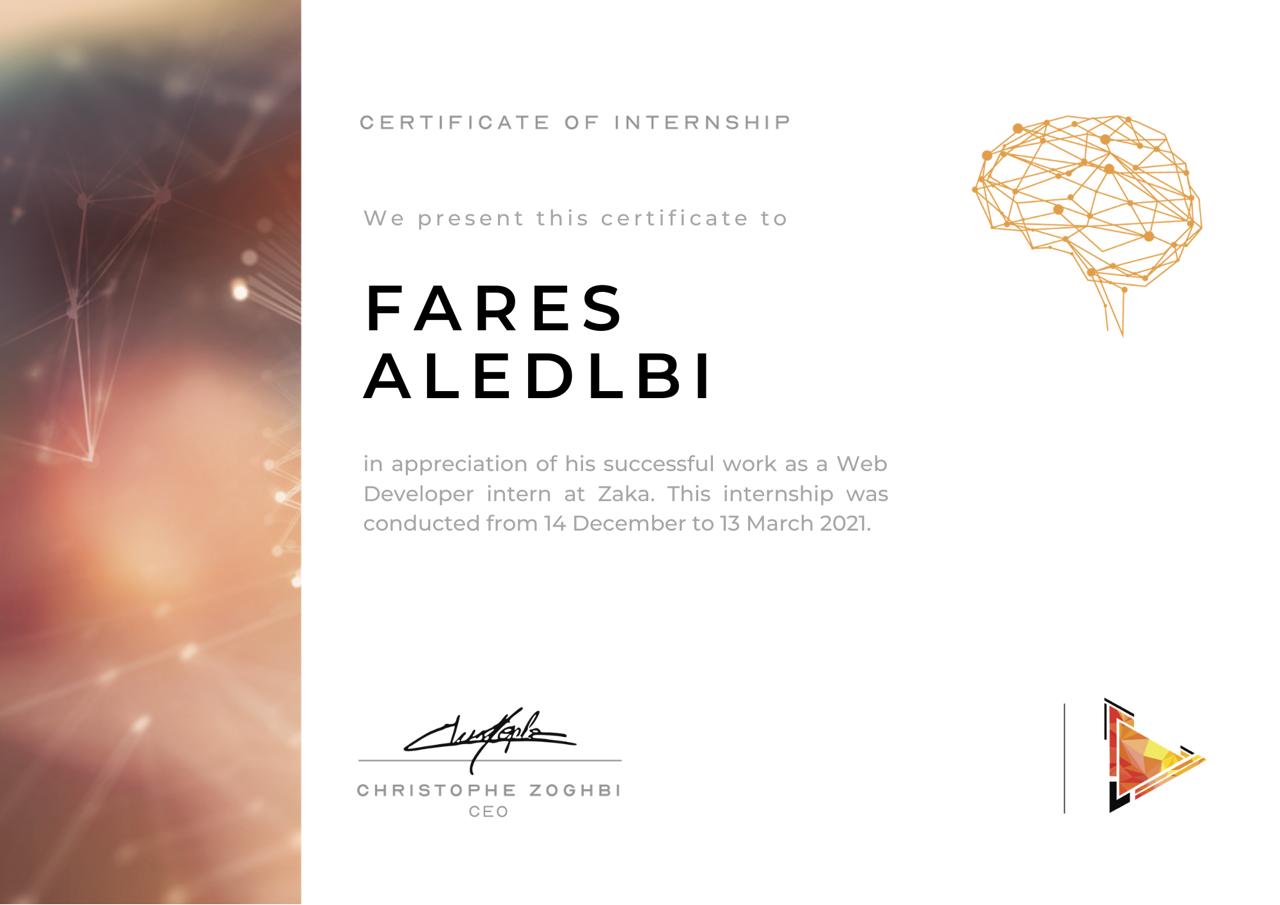 CERTIFICATE OF INTERNSHIP
We present this certificate to
FARES
ALEDLBI
in appreciation of his successful work as a Web
Developer intern at Zaka. This internship was
conducted from 14 December to 13 March 2021.
CHRISTOPHE ZOGHBI
CEO